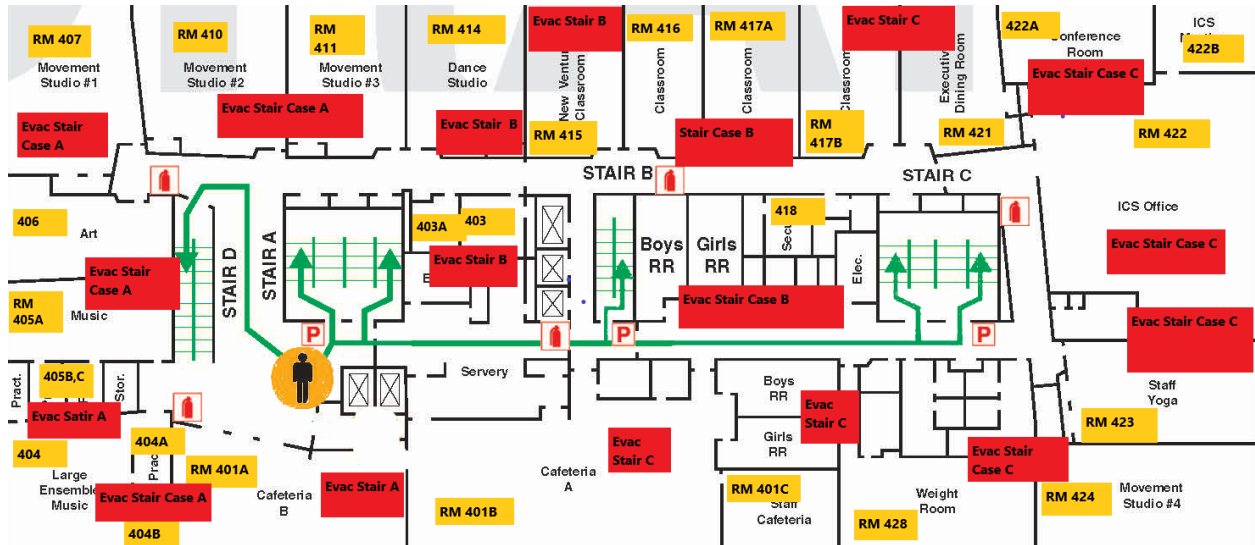 RM 407
Movement
Studio #1
Evac Stair
Case A
RM 410
Movement
Studio #2
Evac Stair Case A
RM
411
Movement
Studio #3
RM 414
Dance
Studio
Evac Stair  B
Evac Stair B
New Ventur
Classroom
RM 415
RM 416
Classroom
RM 417A
Classroom
Stair Case B
Evac Stair C
Classroom
RM
417B
Executive
Dining Room
RM 421
422A
Conference
Room
Evac Stair Case C
ICS
422B
RM 422
STAIR B
STAIR C
406
Art
Evac Stair
Case A
RM
405A
Music
STAIR D
STAIR A
403A
403
Evac Stair B
E
Boys
RR
Girls
RR
418
Secu
Elec.
Evac Stair Case B
ICS Office
Evac Stair Case C
Evac Stair Case C
Staff
Yoga
P
P
P
Servery
Pract.
405B,C
Stor.
Evac Satir A
404
Large
Ensemble
Music
404A
Prac
Evac Stair Case A
404B
RM 401A
Cafeteria
B
Evac Stair A
RM 401B
Cafeteria
A
Evac
Stair C
Boys
RR
Girls
RR
Evac
Stair C
RM 401C
Staff
Cafeteria
RM 428
Weight
Room
Evac Stair
Case C
RM 423
RM 424
Movement
Studio #4